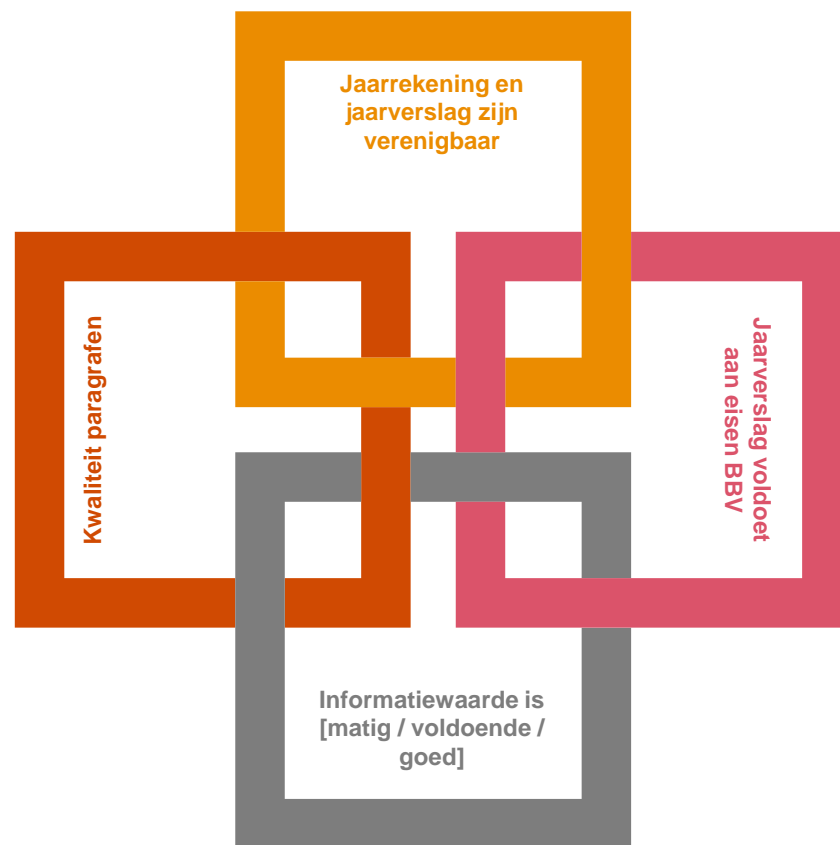 Jaarrekening en
jaarverslag zijn
verenigbaar
Kwaliteit paragrafen
Jaarverslag voldoet
aan eisen BBV
Informatiewaarde is
[matig / voldoende /
goed]